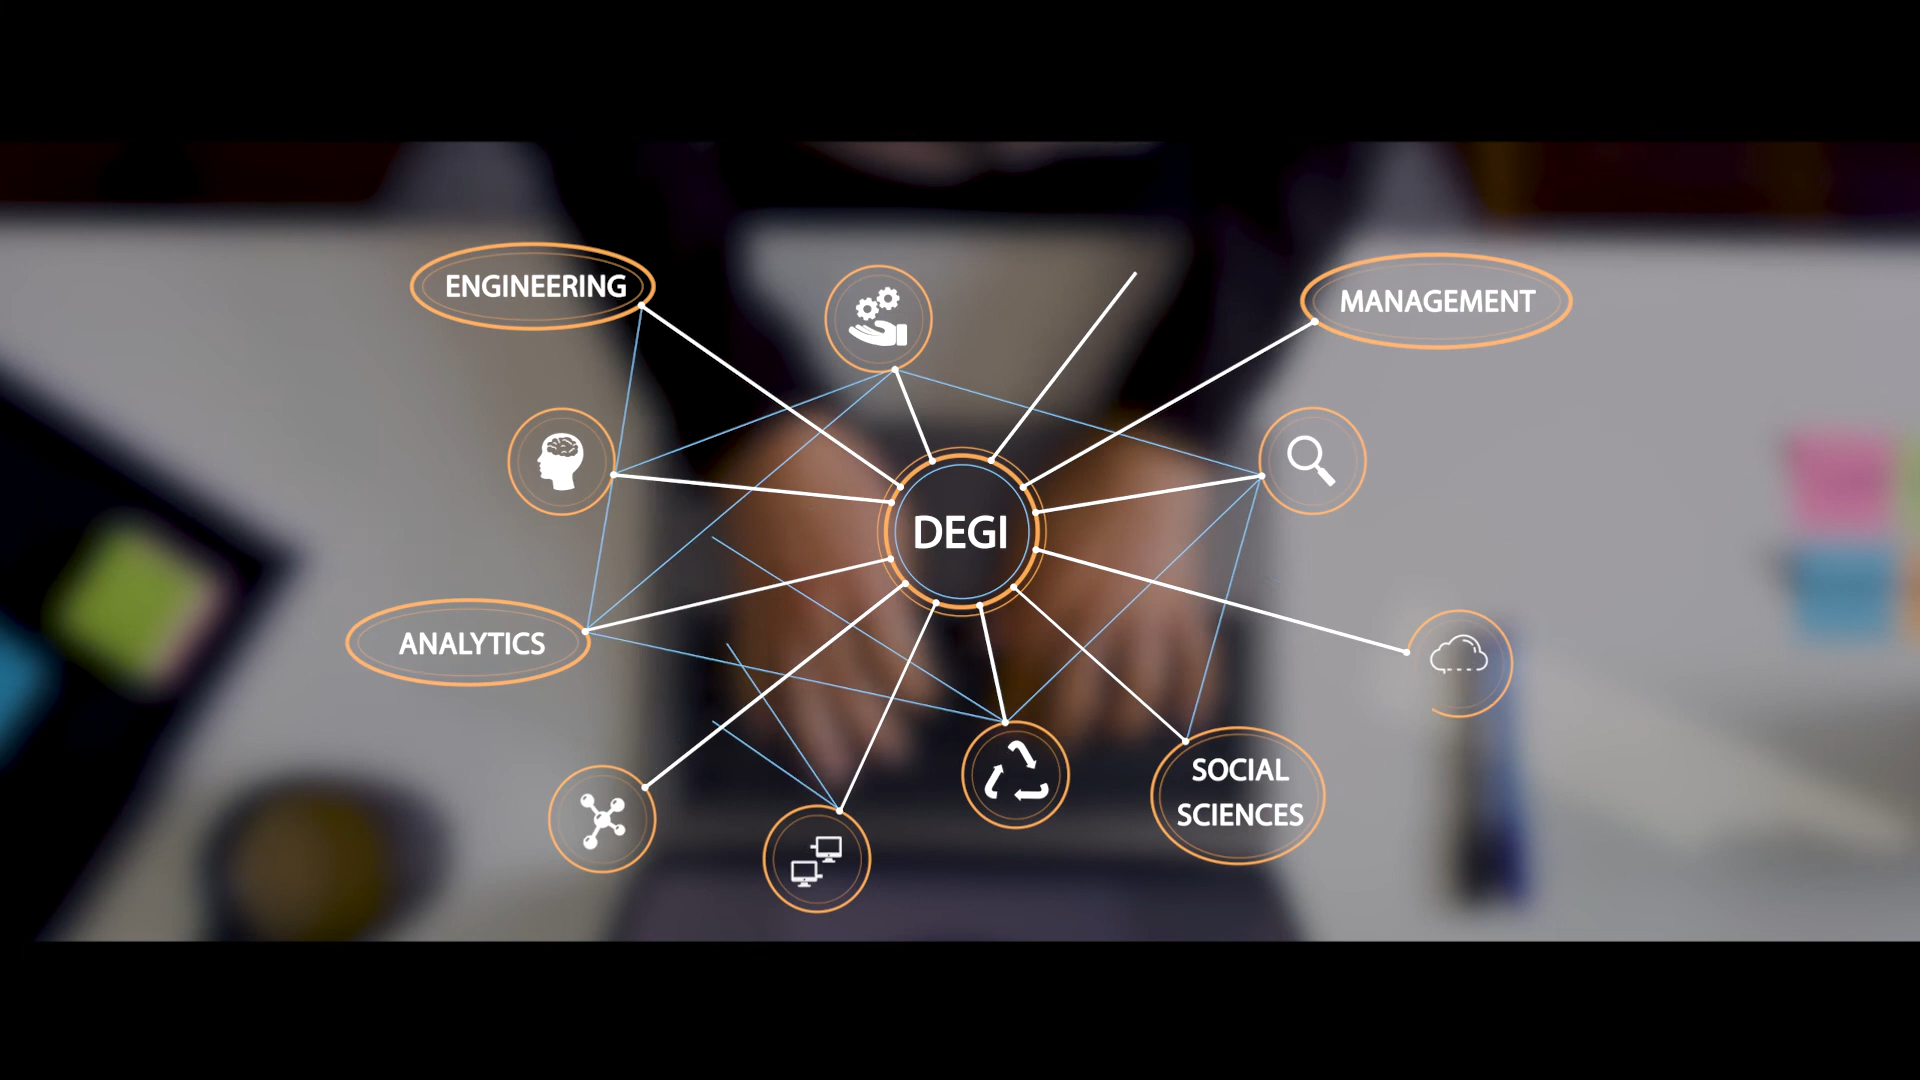 ENGINEERING
MANAGEMENT
DEGI
ANALYTICS
SOCIAL
SCIENCES